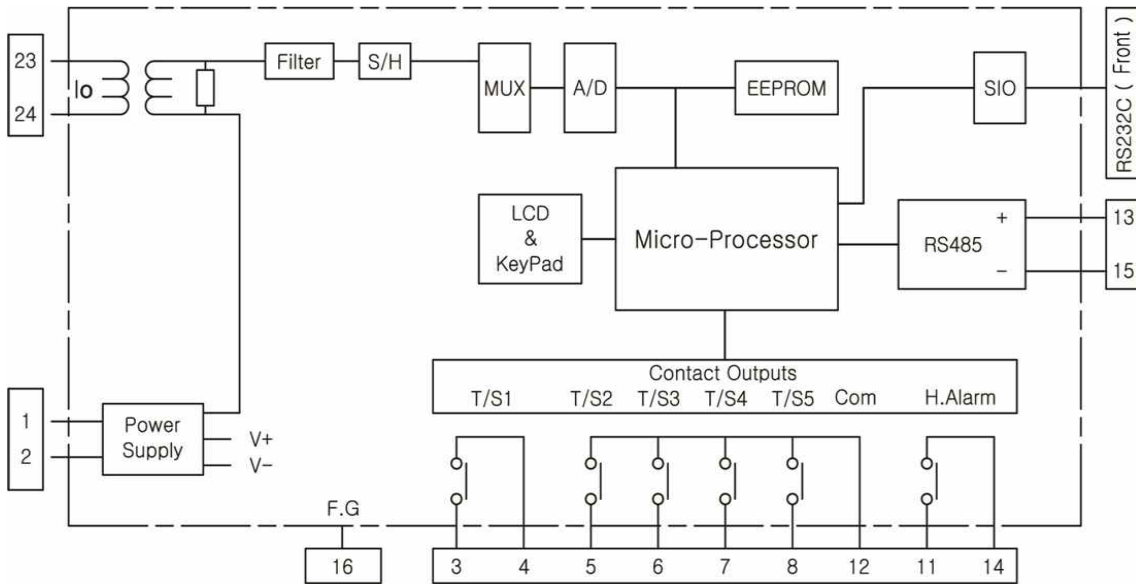 23
24
Io
Filter
S/H
MUX
A/D
EEPROM
SIO
RS232C ( Front )
LCD
&
KeyPad
Micro-Processor
RS485
+
−
13
15
Contact Outputs
T/S1 T/S2 T/S3 T/S4 T/S5 Com H.Alarm
1
2
Power
Supply
V+
V−
F.G
16
3 4 5 6 7 8 12 11 14